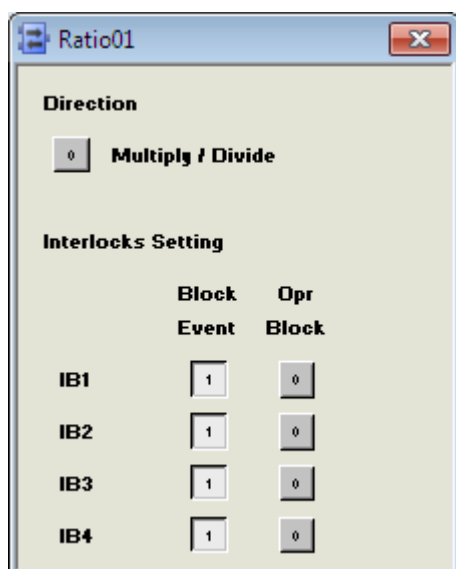 Ratio01
Direction
0 Multiply / Divide
Interlocks Setting
Block Opr
Event Block
IB1 1 0
IB2 1 0
IB3 1 0
IB4 1 0